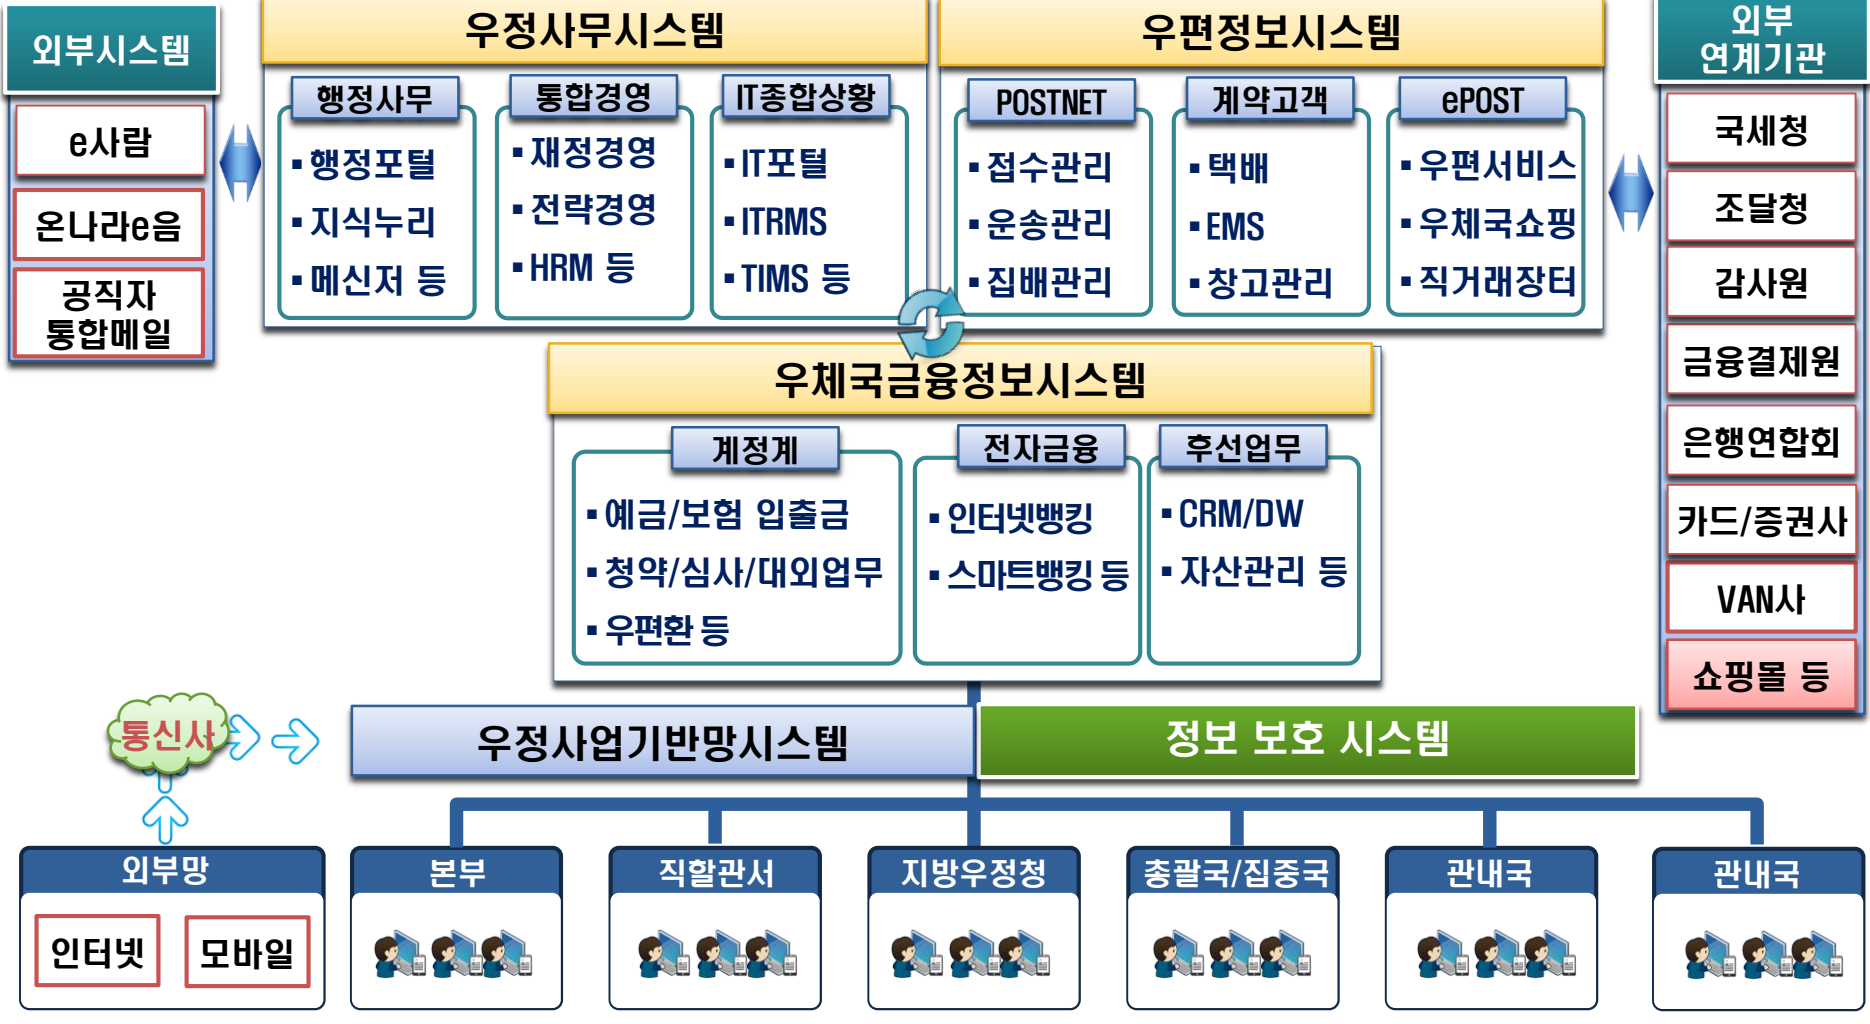 외부시스템
e사람
온나라e음
공직자
통합메일
우정사무시스템
행정사무
▪행정포털
▪지식누리
▪메신저 등
통합경영
▪재정경영
▪전략경영
▪HRM 등
IT종합상황
▪IT포털
▪ITRMS
▪TIMS 등
우편정보시스템
POSTNET
▪접수관리
▪운송관리
▪집배관리
계약고객
▪택배
▪EMS
▪창고관리
ePOST
▪우편서비스
▪우체국쇼핑
▪직거래장터
외부
연계기관
국세청
조달청
감사원
금융결제원
은행연합회
카드/증권사
VAN사
쇼핑몰 등
우체국금융정보시스템
계정계
▪예금/보험 입출금
▪청약/심사/대외업무
▪우편환 등
전자금융
▪인터넷뱅킹
▪스마트뱅킹 등
후선업무
▪CRM/DW
▪자산관리 등
통신사
우정사업기반망시스템
정보 보호 시스템
외부망
인터넷
모바일
본부
직할관서
지방우정청
총괄국/집중국
관내국
관내국